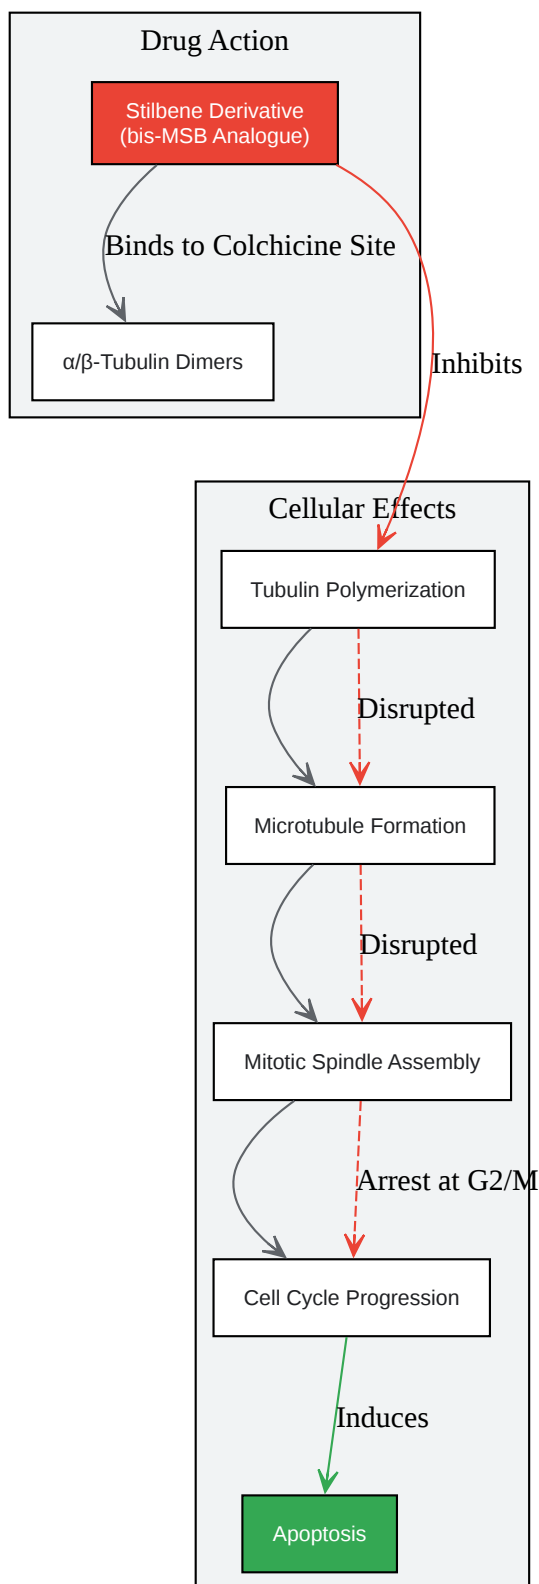 Drug Action
Stilbene Derivative
(bis-MSB Analogue)
Binds to Colchicine Site
α/β-Tubulin Dimers
Inhibits
Cellular Effects
Tubulin Polymerization
Disrupted
Microtubule Formation
Disrupted
Mitotic Spindle Assembly
Arrest at G2/M
Cell Cycle Progression
Induces
Apoptosis